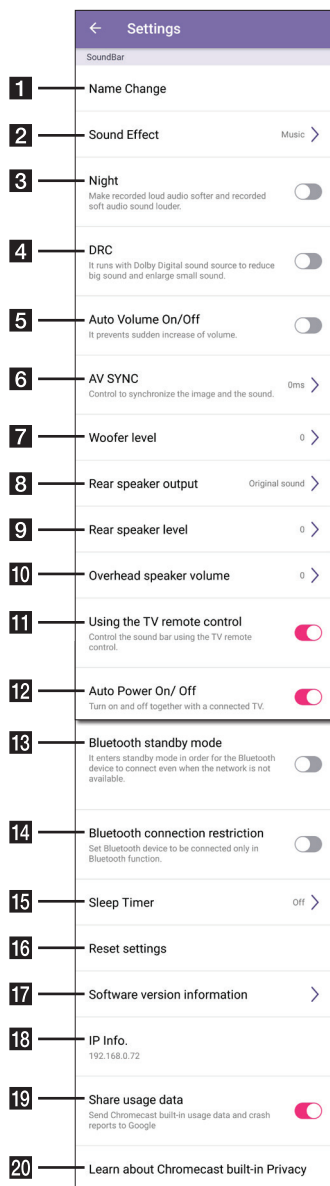 ← Settings
SoundBar
1 Name Change
2 Sound Effect Music >
3 Night
Make recorded loud audio softer and recorded
soft audio sound louder.
4 DRC
It runs with Dolby Digital sound source to reduce
big sound and enlarge small sound.
5 Auto Volume On/Off
It prevents sudden increase of volume.
6 AV SYNC
Control to synchronize the image and the sound. 0ms >
7 Woofer level 0 >
8 Rear speaker output Original sound >
9 Rear speaker level 0 >
10 Overhead speaker volume 0 >
11 Using the TV remote control
Control the sound bar using the TV remote
control.
12 Auto Power On/ Off
Turn on and off together with a connected TV.
13 Bluetooth standby mode
It enters standby mode in order for the Bluetooth
device to connect even when the network is not
available.
14 Bluetooth connection restriction
Set Bluetooth device to be connected only in
Bluetooth function.
15 Sleep Timer Off >
16 Reset settings
17 Software version information >
18 IP Info.
192.168.0.72
19 Share usage data
Send Chromecast built-in usage data and crash
reports to Google
20 Learn about Chromecast built-in Privacy